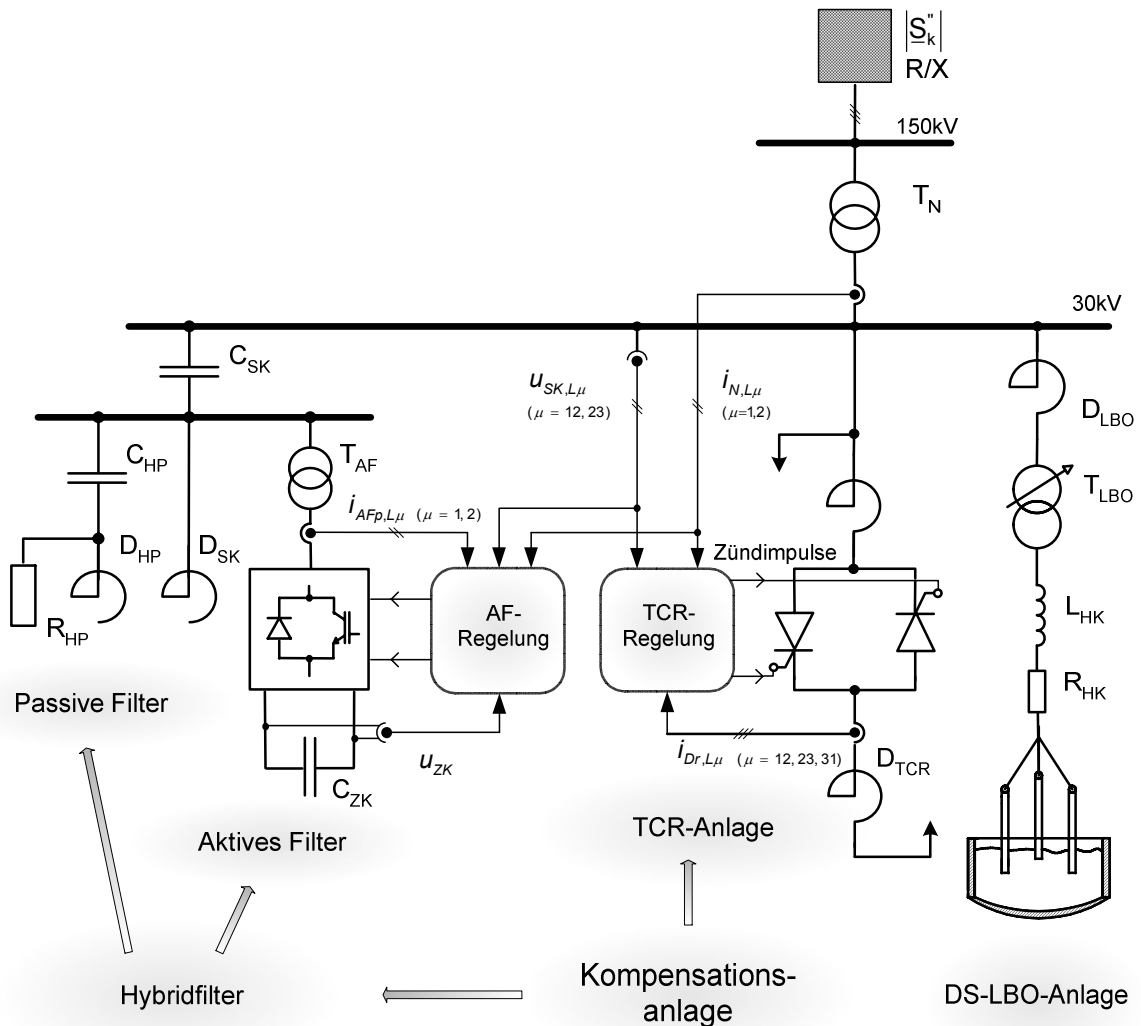 |S"k|
R/X
150kV
T_N
30kV
C_SK
u_SK,Lμ
( μ = 12, 23)
i_N,Lμ
(μ=1,2)
D_LBO
C_HP
T_AF
T_LBO
i_AFp,Lμ ( μ = 1, 2)
D_HP
D_SK
Zündimpulse
R_HP
AF-
Regelung
TCR-
Regelung
L_HK
R_HK
Passive Filter
u_ZK
i_Dr,Lμ ( μ = 12, 23, 31)
D_TCR
C_ZK
Aktives Filter
TCR-Anlage
Hybridfilter
Kompensations-
anlage
DS-LBO-Anlage